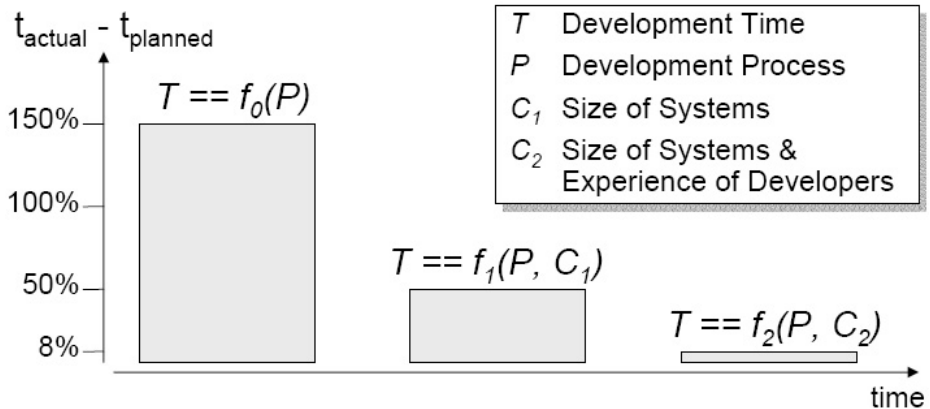 t_actual - t_planned
T == f_0(P)
150%
100%
50%
8%
T == f_1(P, C_1)
T == f_2(P, C_2)
time
T Development Time
P Development Process
C_1 Size of Systems
C_2 Size of Systems &
Experience of Developers